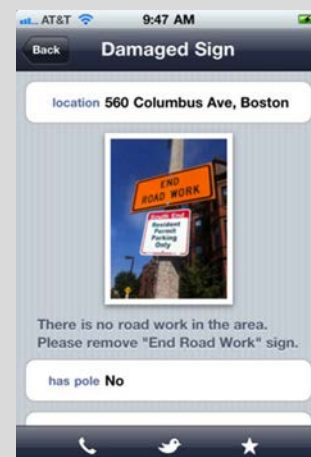 AT&T 9:47 AM
Back Damaged Sign
location 560 Columbus Ave, Boston
END
ROAD WORK
South End
Resident
Permit
Parking
Only
There is no road work in the area.
Please remove "End Road Work" sign.
has pole No